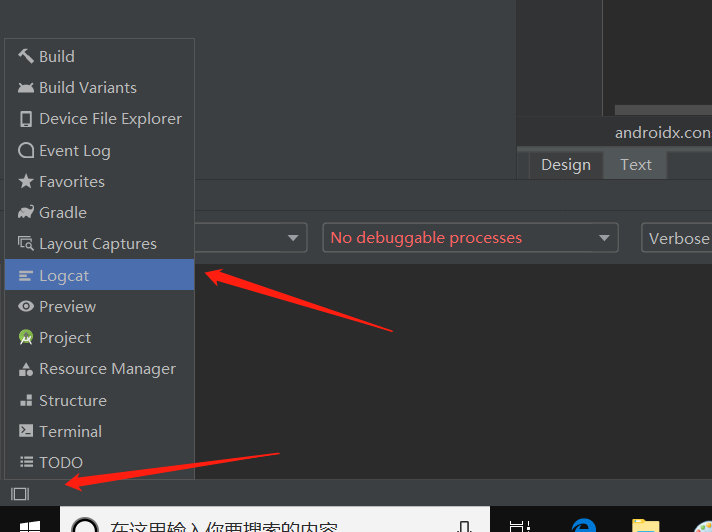 Build
Build Variants
Device File Explorer
Event Log
Favorites
Gradle
Layout Captures
Logcat
Preview
Project
Resource Manager
Structure
Terminal
TODO
androidx.con
Design Text
No debuggable processes Verbose
在这里输入你要搜索的内容